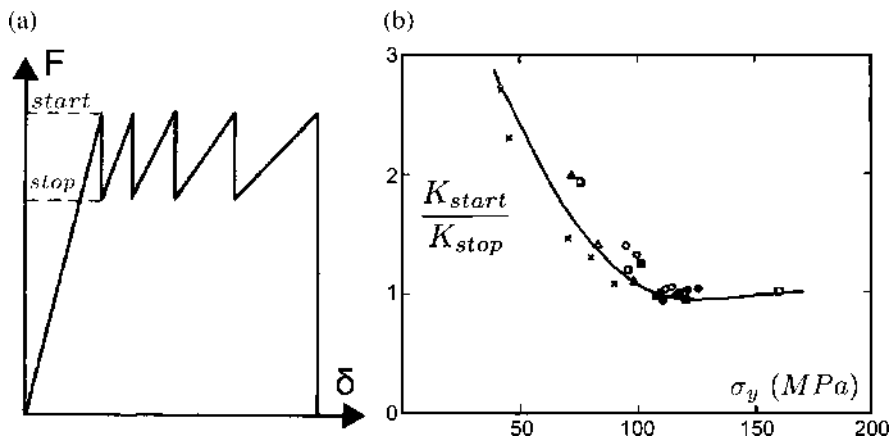 (a)
F
start
stop
δ
(b)
3
2
1
0
K_start
K_stop
σ_y (MPa)
50
100
150
200